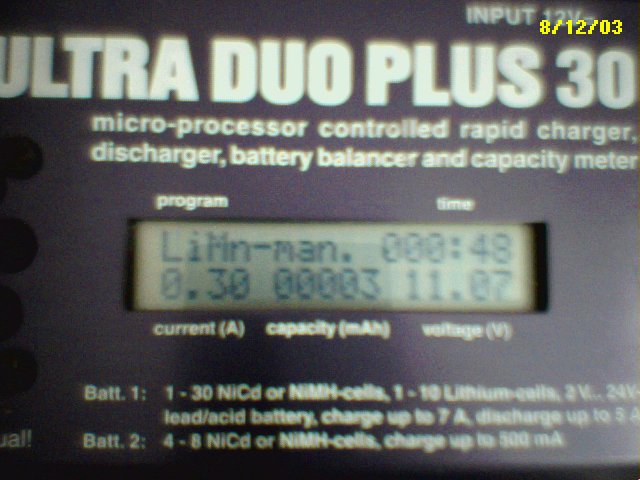 INPUT 12V
8/12/03
ULTRA DUO PLUS 30
micro-processor controlled rapid charger,
discharger, battery balancer and capacity meter
program time
LiMn-man. 000:48
0.30 00003 11.07
current (A) capacity (mAh) voltage (V)
Batt. 1: 1 - 30 NiCd or NiMH-cells, 1 - 10 Lithium-cells, 2 V... 24V-
lead/acid battery, charge up to 7 A, discharge up to 5 A
ual!
Batt. 2: 4 - 8 NiCd or NiMH-cells, charge up to 500 mA